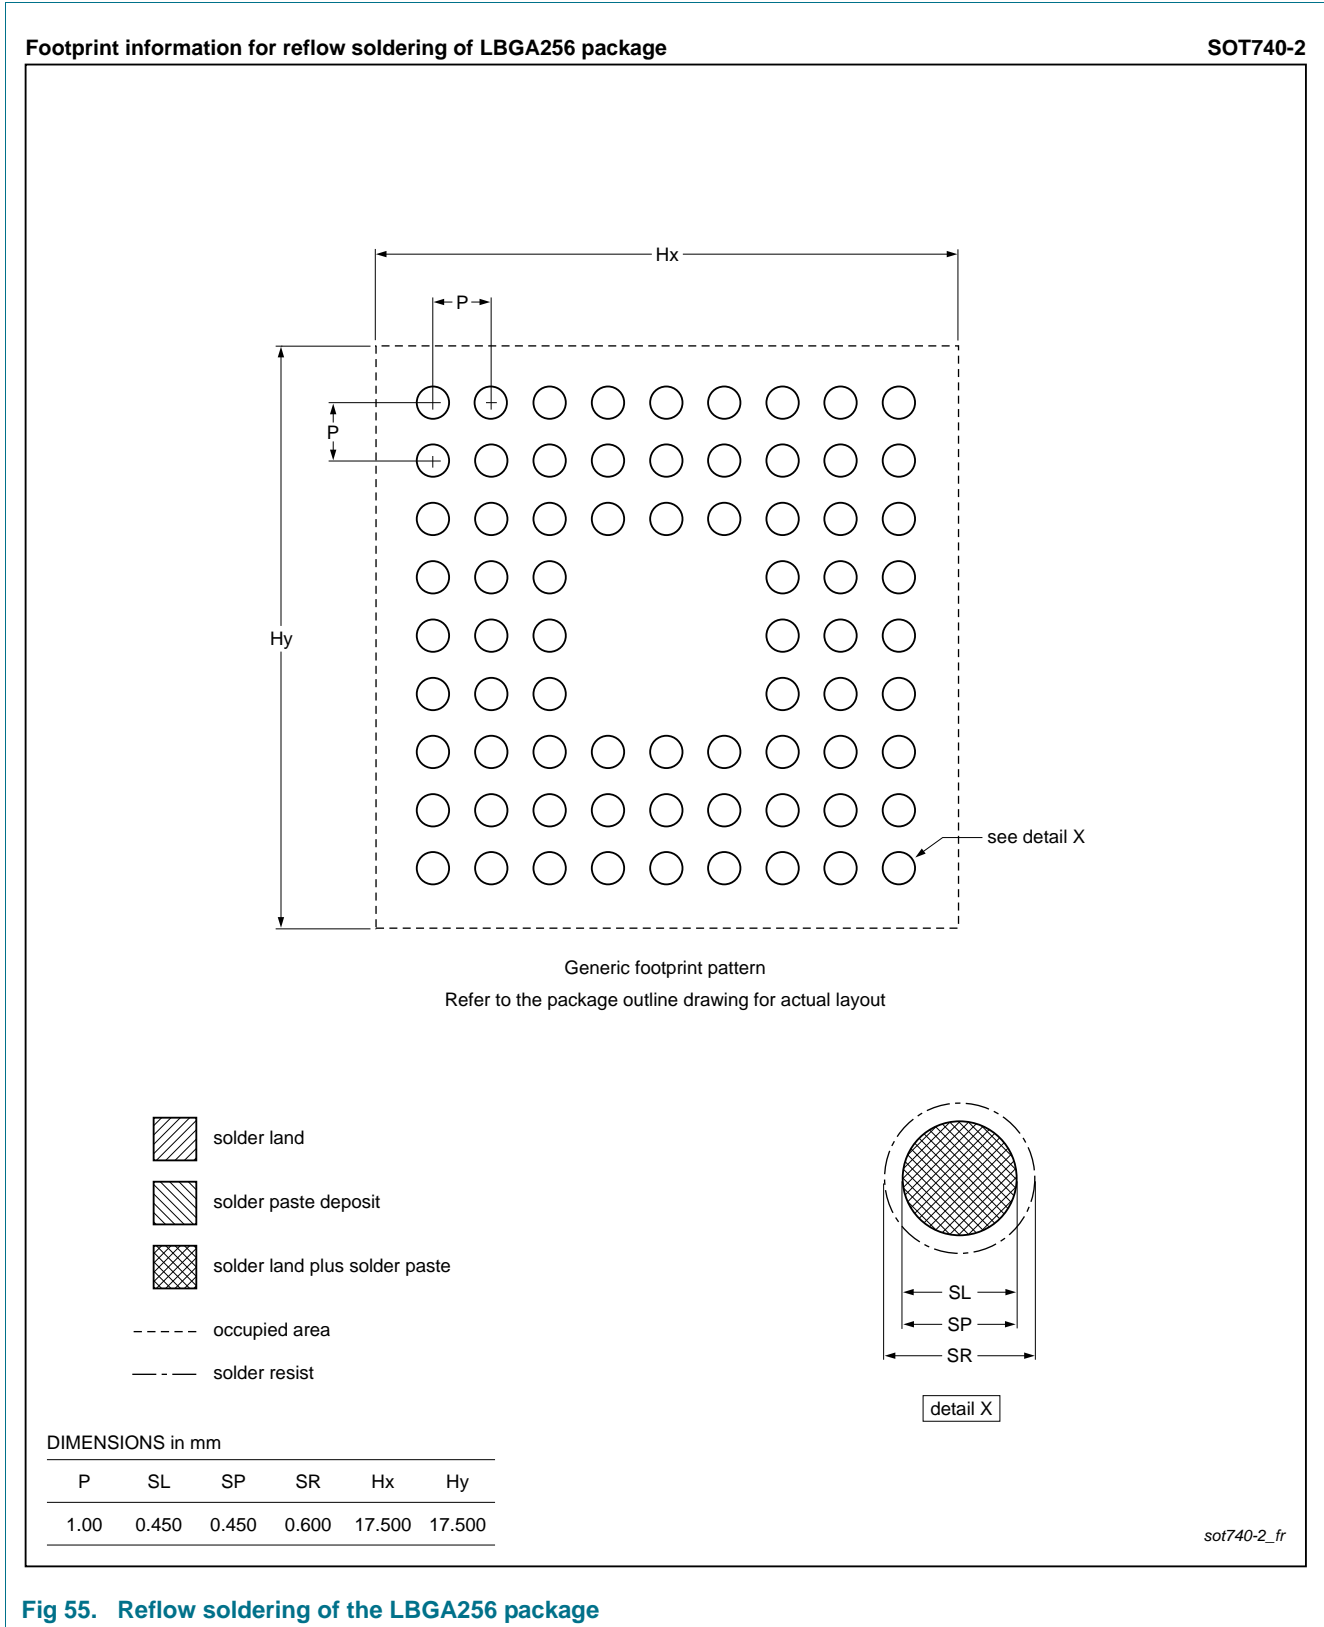 Footprint information for reflow soldering of LBGA256 package SOT740-2
Hx
P
P
Hy
see detail X
Generic footprint pattern
Refer to the package outline drawing for actual layout
solder land
solder paste deposit
solder land plus solder paste
occupied area
solder resist
SL
SP
SR
detail X
DIMENSIONS in mm
P SL SP SR Hx Hy
1.00 0.450 0.450 0.600 17.500 17.500
sot740-2_fr
Fig 55. Reflow soldering of the LBGA256 package